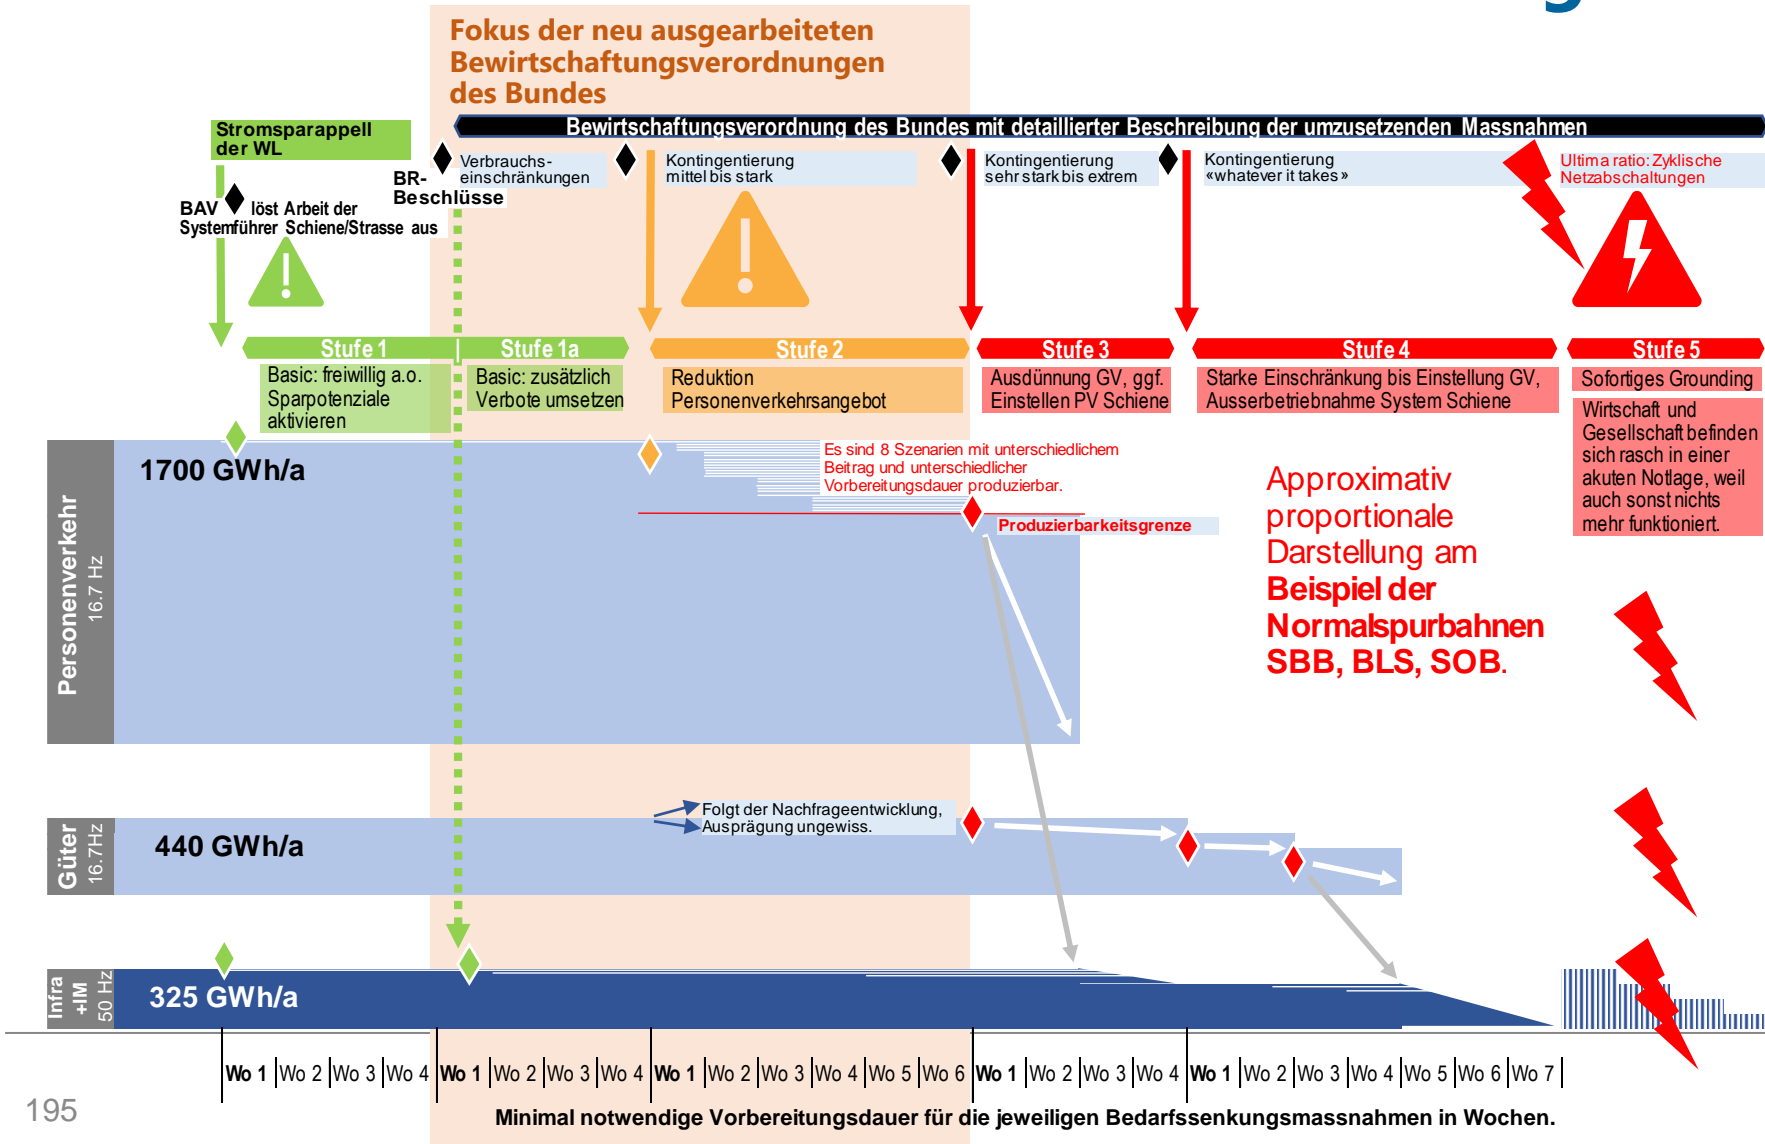 Fokus der neu ausgearbeiteten
Bewirtschaftungsverordnungen
des Bundes
Stromsparappell
der WL
Bewirtschaftungsverordnung des Bundes mit detaillierter Beschreibung der umzusetzenden Massnahmen
BAV löst Arbeit der
Systemführer Schiene/Strasse aus
BR-
Beschlüsse
Verbrauchs-
einschränkungen
Kontingentierung
mittel bis stark
Kontingentierung
sehr stark bis extrem
Kontingentierung
«whatever it takes»
Ultima ratio: Zyklische
Netzabschaltungen
Stufe 1
Stufe 1a
Stufe 2
Stufe 3
Stufe 4
Stufe 5
Basic: freiwillig a.o.
Sparpotenziale
aktivieren
Basic: zusätzlich
Verbote umsetzen
Reduktion
Personenverkehrsangebot
Ausdünnung GV, ggf.
Einstellen PV Schiene
Starke Einschränkung bis Einstellung GV,
Ausserbetriebnahme System Schiene
Sofortiges Grounding
Wirtschaft und
Gesellschaft befinden
sich rasch in einer
akuten Notlage, weil
auch sonst nichts
mehr funktioniert.
Personenverkehr
16.7 Hz
1700 GWh/a
Es sind 8 Szenarien mit unterschiedlichem
Beitrag und unterschiedlicher
Vorbereitungsdauer produzierbar.
Produzierbarkeitsgrenze
Approximativ
proportionale
Darstellung am
Beispiel der
Normalspurbahnen
SBB, BLS, SOB.
Güter
16.7Hz
440 GWh/a
Folgt der Nachfrageentwicklung,
Ausprägung ungewiss.
Infra
+IM
50 Hz
325 GWh/a
Wo 1 Wo 2 Wo 3 Wo 4 Wo 1 Wo 2 Wo 3 Wo 4 Wo 1 Wo 2 Wo 3 Wo 4 Wo 5 Wo 6 Wo 1 Wo 2 Wo 3 Wo 4 Wo 1 Wo 2 Wo 3 Wo 4 Wo 5 Wo 6 Wo 7
Minimal notwendige Vorbereitungsdauer für die jeweiligen Bedarfssenkungsmassnahmen in Wochen.
195